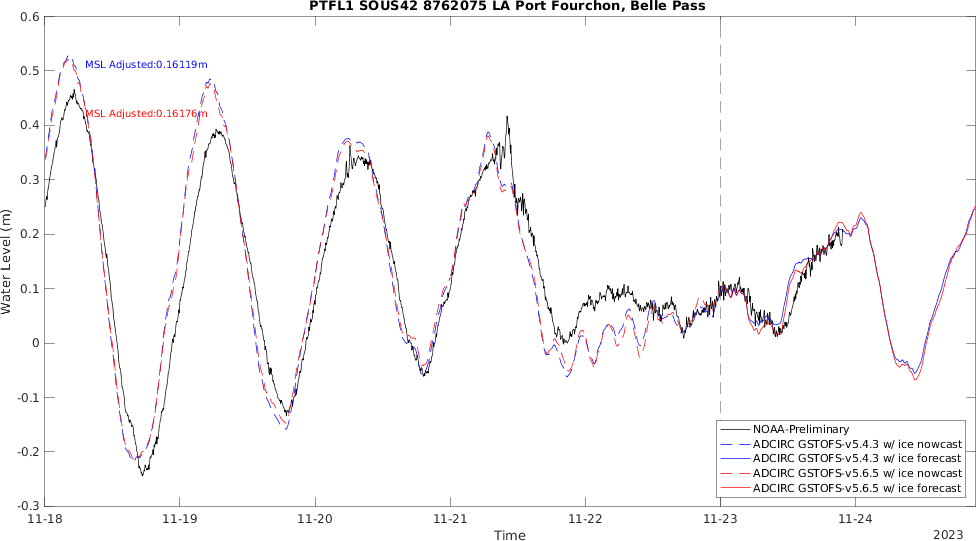 PTFL1 SOUS42 8762075 LA Port Fourchon, Belle Pass
0.6
0.5
0.4
0.3
0.2
0.1
0
-0.1
-0.2
-0.3
Water Level (m)
MSL Adjusted:0.16119m
MSL Adjusted:0.16176m
NOAA-Preliminary
ADCIRC GSTOFS-v5.4.3 w/ ice nowcast
ADCIRC GSTOFS-v5.4.3 w/ ice forecast
ADCIRC GSTOFS-v5.6.5 w/ ice nowcast
ADCIRC GSTOFS-v5.6.5 w/ ice forecast
11-18 11-19 11-20 11-21 11-22 11-23 11-24
Time
2023